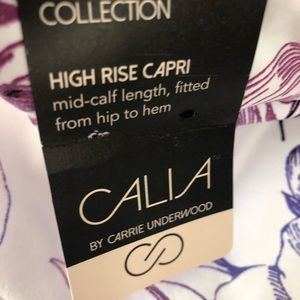 COLLECTION
HIGH RISE CAPRI
mid-calf length, fitted
from hip to hem
CALIA
BY CARRIE UNDERWOOD